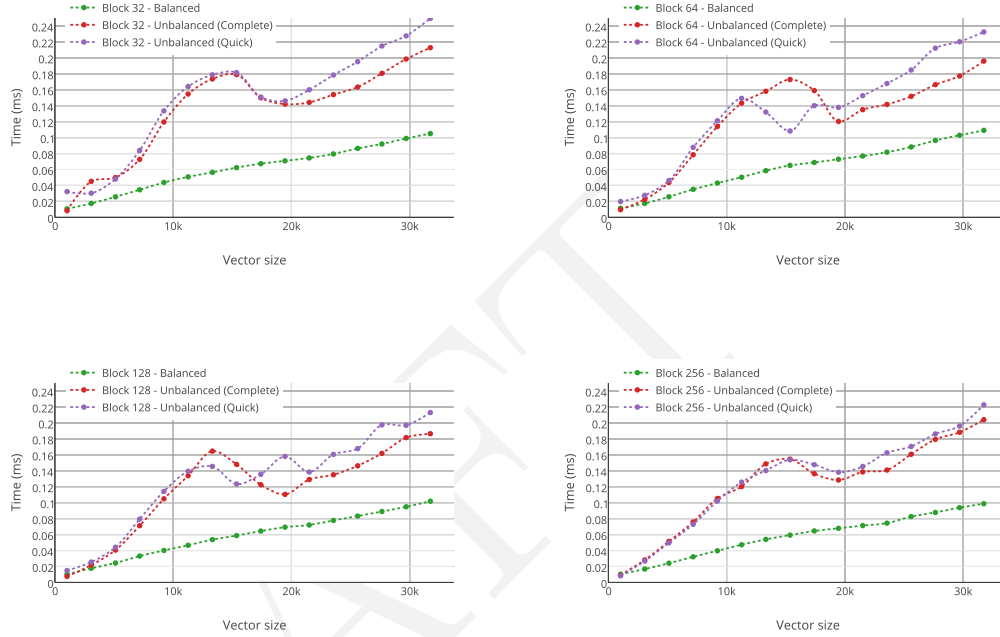 Block 32 - Balanced
Block 32 - Unbalanced (Complete)
Block 32 - Unbalanced (Quick)
0.24
0.22
0.2
0.18
0.16
0.14
0.12
0.1
0.08
0.06
0.04
0.02
0
Time (ms)
0 10k 20k 30k
Vector size
Block 64 - Balanced
Block 64 - Unbalanced (Complete)
Block 64 - Unbalanced (Quick)
0.24
0.22
0.2
0.18
0.16
0.14
0.12
0.1
0.08
0.06
0.04
0.02
0
Time (ms)
0 10k 20k 30k
Vector size
Block 128 - Balanced
Block 128 - Unbalanced (Complete)
Block 128 - Unbalanced (Quick)
0.24
0.22
0.2
0.18
0.16
0.14
0.12
0.1
0.08
0.06
0.04
0.02
0
Time (ms)
0 10k 20k 30k
Vector size
Block 256 - Balanced
Block 256 - Unbalanced (Complete)
Block 256 - Unbalanced (Quick)
0.24
0.22
0.2
0.18
0.16
0.14
0.12
0.1
0.08
0.06
0.04
0.02
0
Time (ms)
0 10k 20k 30k
Vector size
AFT